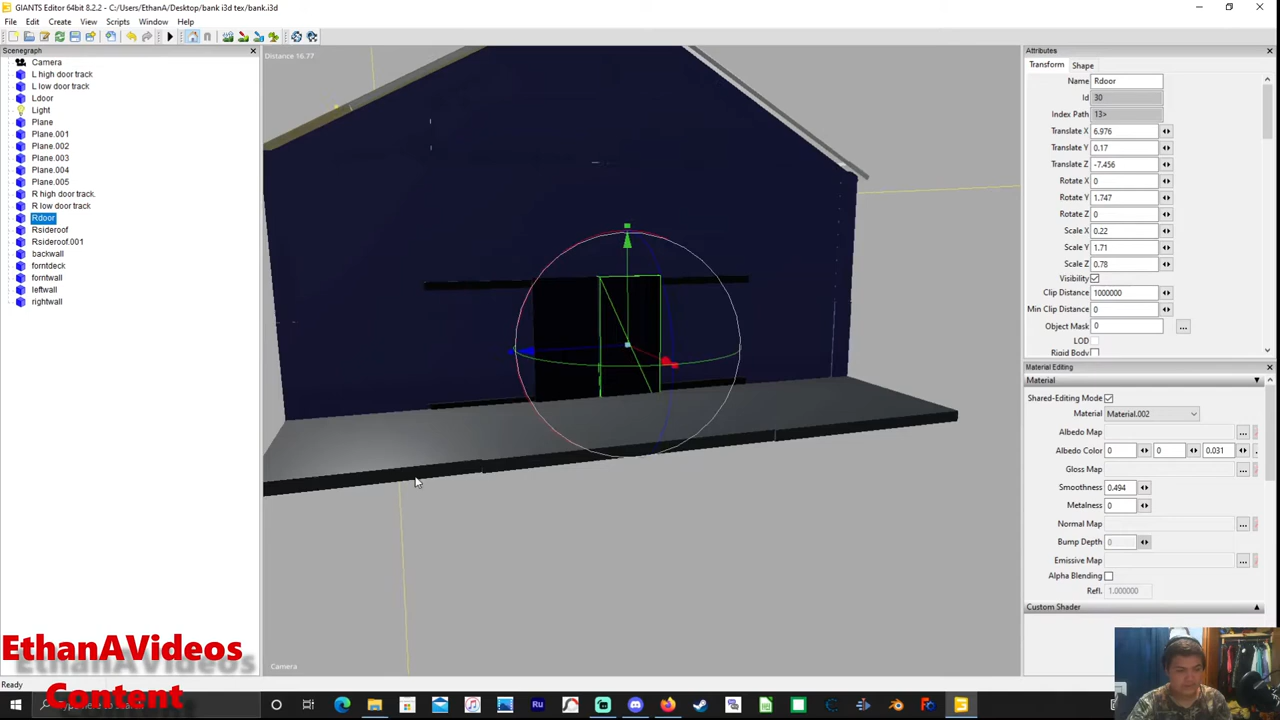 GIANTS Editor 64bit 8.2.2 - C:/Users/EthanA/Desktop/bank i3d tex/bank.i3d
File Edit Create View Scripts Window Help
Scenegraph
Camera
L high door track
L low door track
Ldoor
Light
Plane
Plane.001
Plane.002
Plane.003
Plane.004
Plane.005
R high door track.
R low door track
Rdoor
Rsideroof
Rsideroof.001
backwall
forntdeck
forntwall
leftwall
rightwall
Distance 16.77
Camera
Attributes
Transform Shape
Name Rdoor
Id 30
Index Path 13>
Translate X 6.976
Translate Y 0.17
Translate Z -7.456
Rotate X 0
Rotate Y 1.747
Rotate Z 0
Scale X 0.22
Scale Y 1.71
Scale Z 0.78
Visibility
Clip Distance 1000000
Min Clip Distance 0
Object Mask 0 ...
LOD
Rigid Body
Material Editing
Material
Shared-Editing Mode
Material Material.002
Albedo Map ...
Albedo Color 0 0 0.031
Gloss Map ...
Smoothness 0.494
Metalness 0
Normal Map ...
Bump Depth 0
Emissive Map ...
Alpha Blending
Refl. 1.000000
Custom Shader
EthanAVideos
Content
Ready